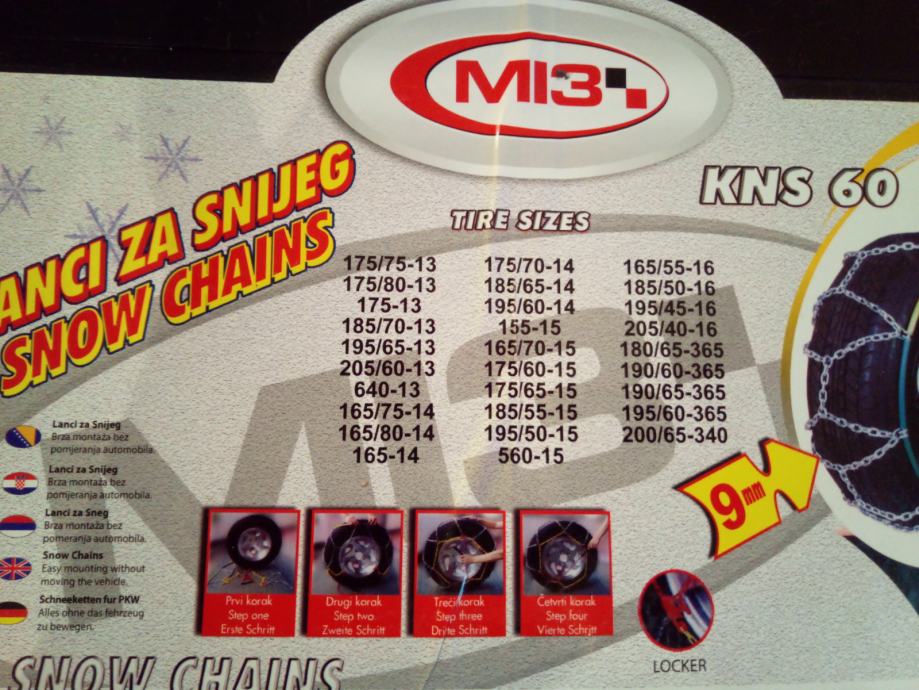 MI3
KNS 60
LANCI ZA SNIJEG
SNOW CHAINS
TIRE SIZES
175/75-13
175/80-13
175-13
185/70-13
195/65-13
205/60-13
640-13
165/75-14
165/80-14
165-14
175/70-14
185/65-14
195/60-14
155-15
165/70-15
175/60-15
175/65-15
185/55-15
195/50-15
560-15
165/55-16
185/50-16
195/45-16
205/40-16
180/65-365
190/60-365
190/65-365
195/60-365
200/65-340
MI3
9mm
Lanci za Snijeg
Brza montaža bez
pomjeranja automobila.
Lanci za Snijeg
Brza montaža bez
pomjeranja automobila.
Lanci za Sneg
Brza montaža bez
pomeranja automobila.
Snow Chains
Easy mounting without
moving the vehicle.
Schneeketten fur PKW
Alles ohne das fehrzeug
zu bewegen.
Prvi korak
Step one
Erste Schritt
Drugi korak
Step two
Zweite Schritt
Treći korak
Step three
Dritte Schritt
Četvrti korak
Step four
Vierte Schritt
LOCKER
SNOW CHAINS